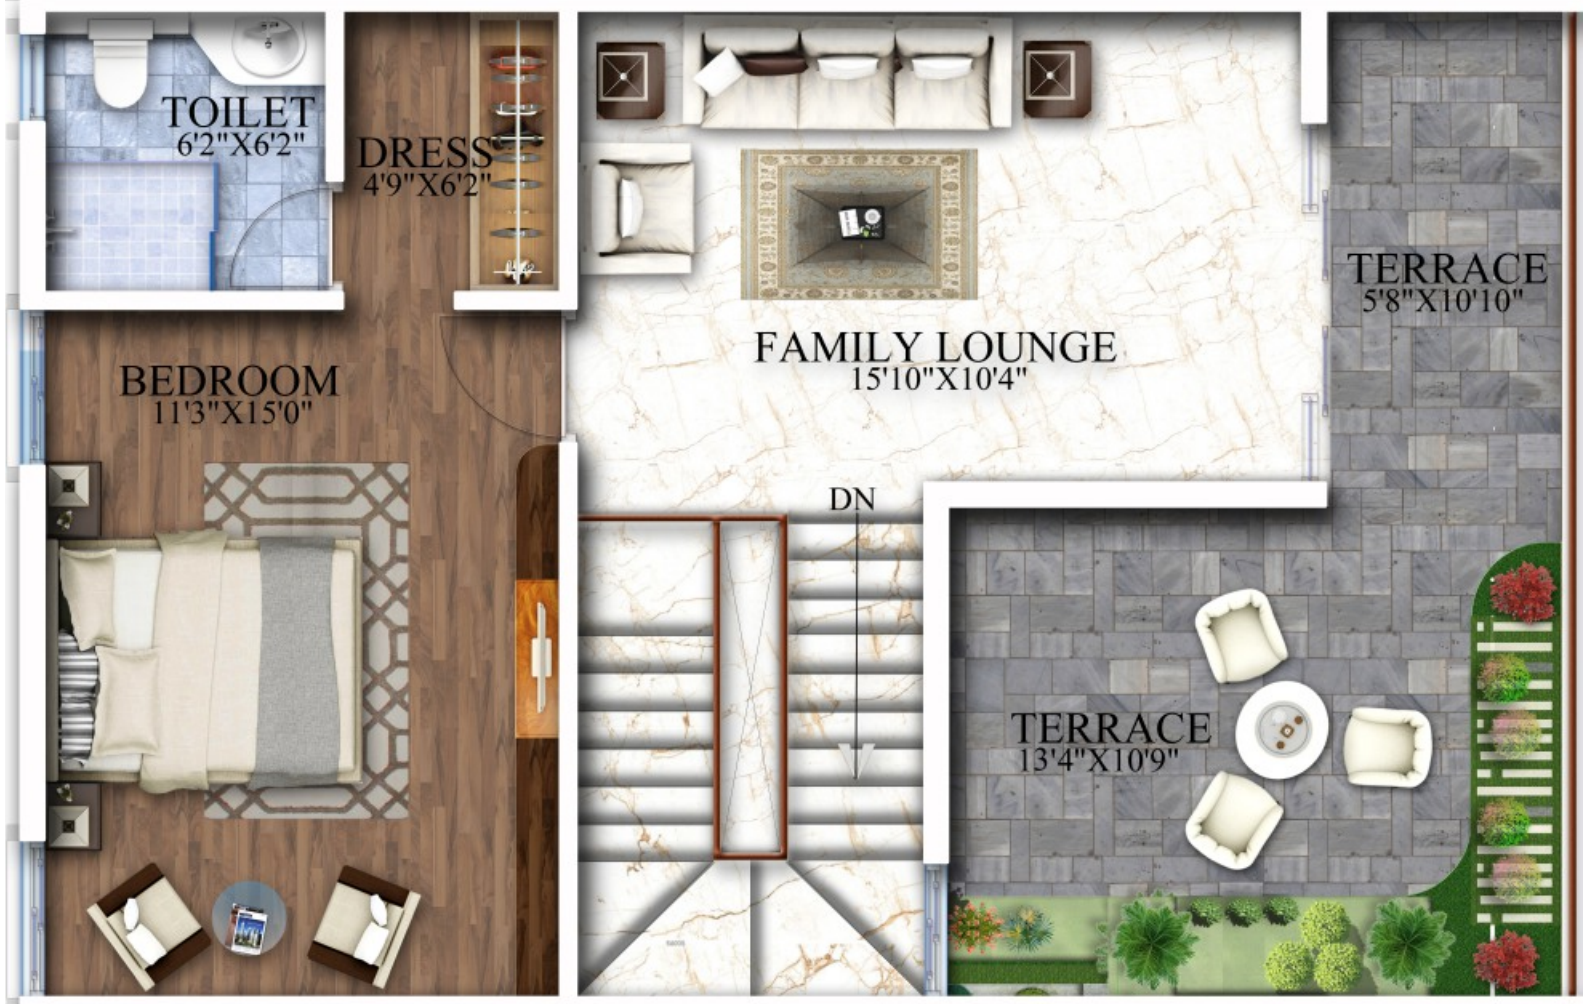 TOILET
6'2"X6'2"
DRESS
4'9"X6'2"
TERRACE
5'8"X10'10"
FAMILY LOUNGE
15'10"X10'4"
BEDROOM
11'3"X15'0"
DN
TERRACE
13'4"X10'9"